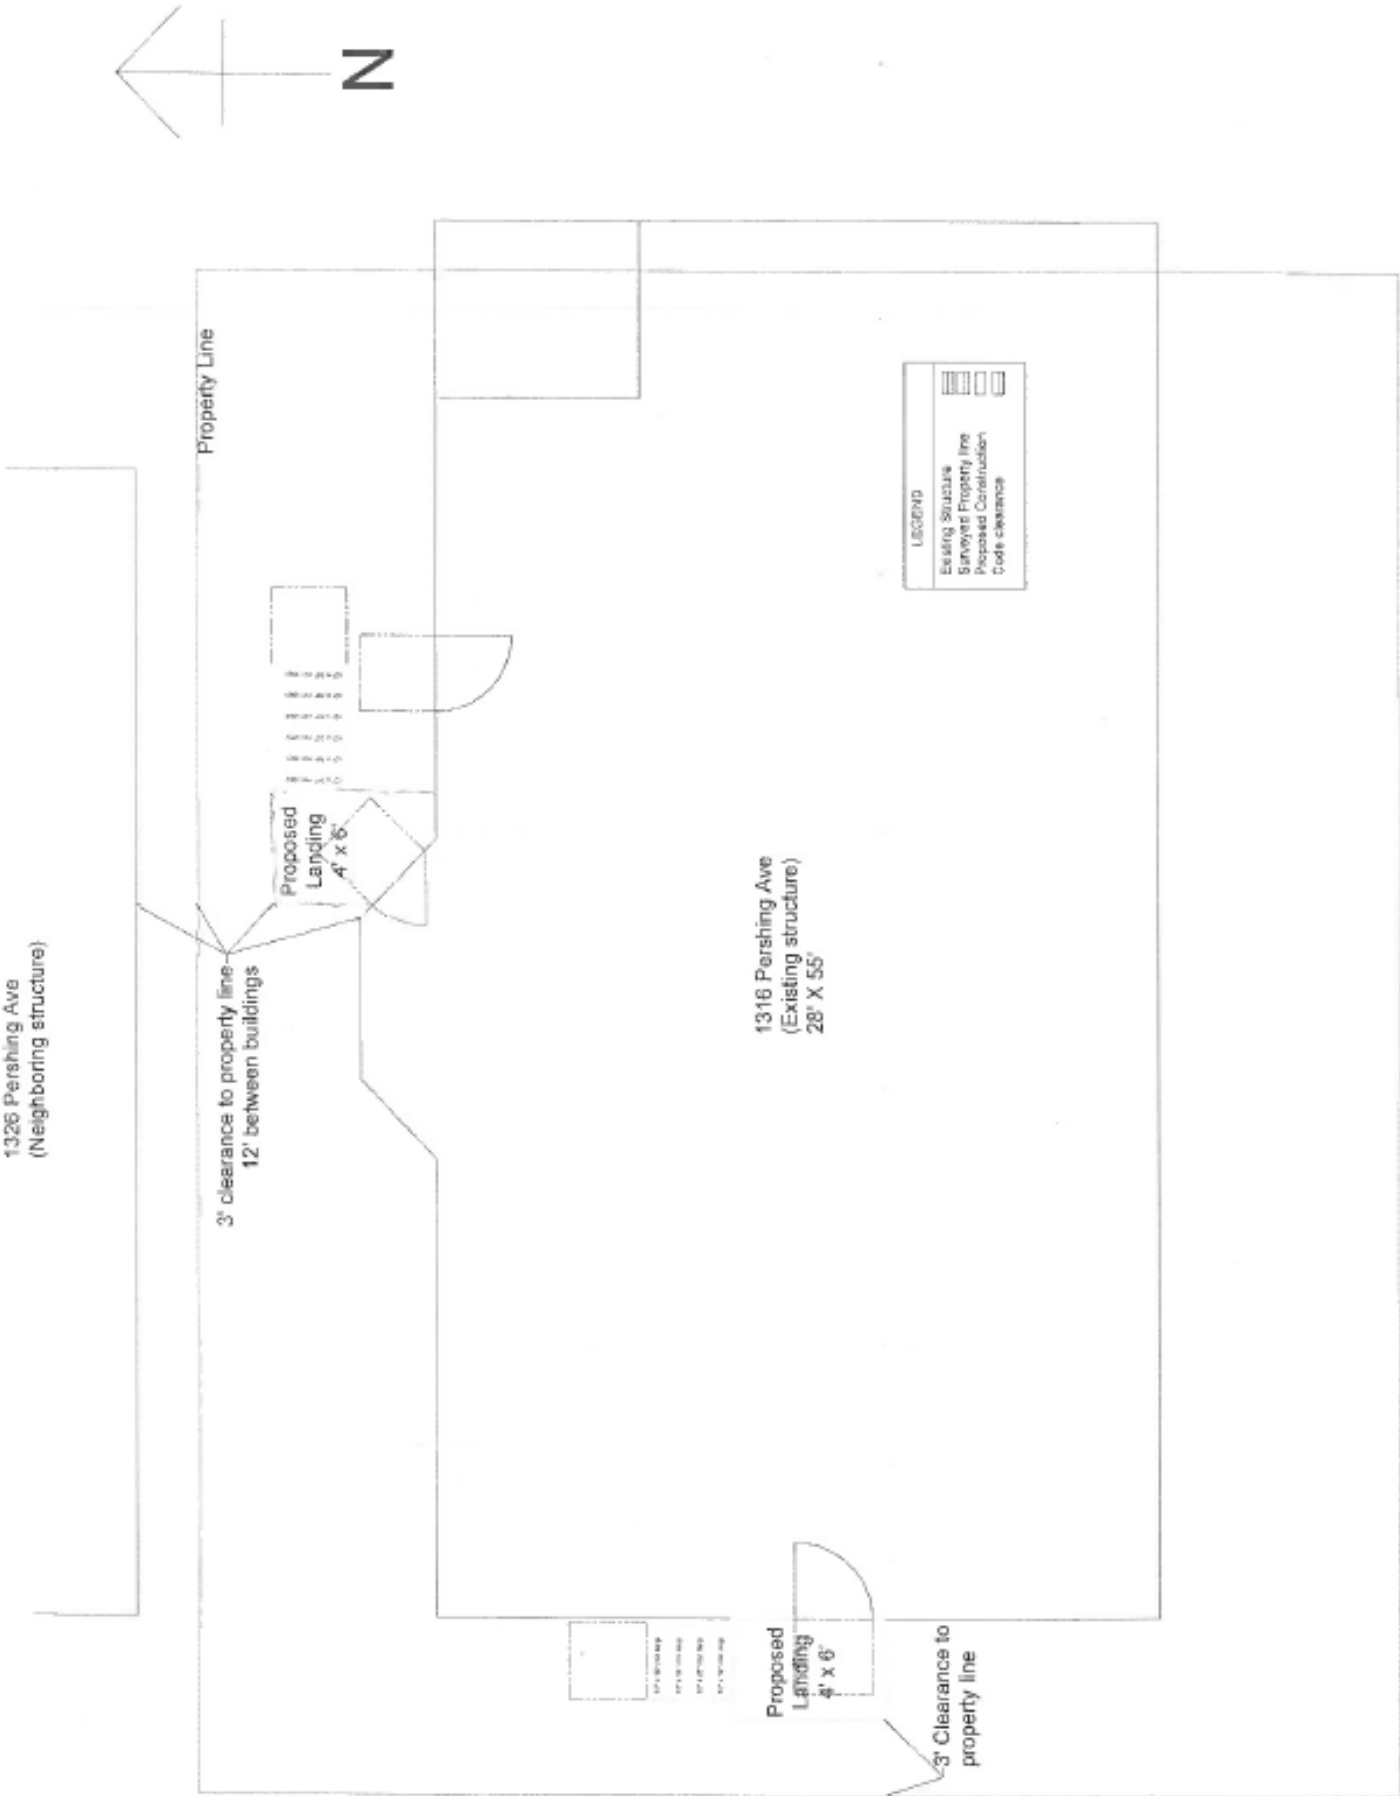 N
Property Line
1326 Pershing Ave
(Neighboring structure)
3' clearance to property line
12' between buildings
Proposed
Landing
4' x 6'
1316 Pershing Ave
(Existing structure)
28' X 55'
LEGEND
Existing Structure
Surveyed Property line
Proposed Construction
Code clearance
Proposed
Landing
4' x 6'
3' Clearance to
property line